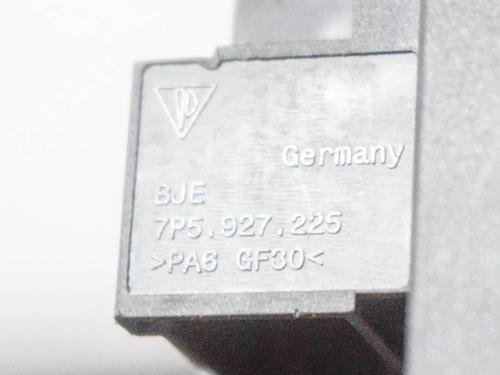 Germany
BJE
7P5.927.225
>PA6 GF30<